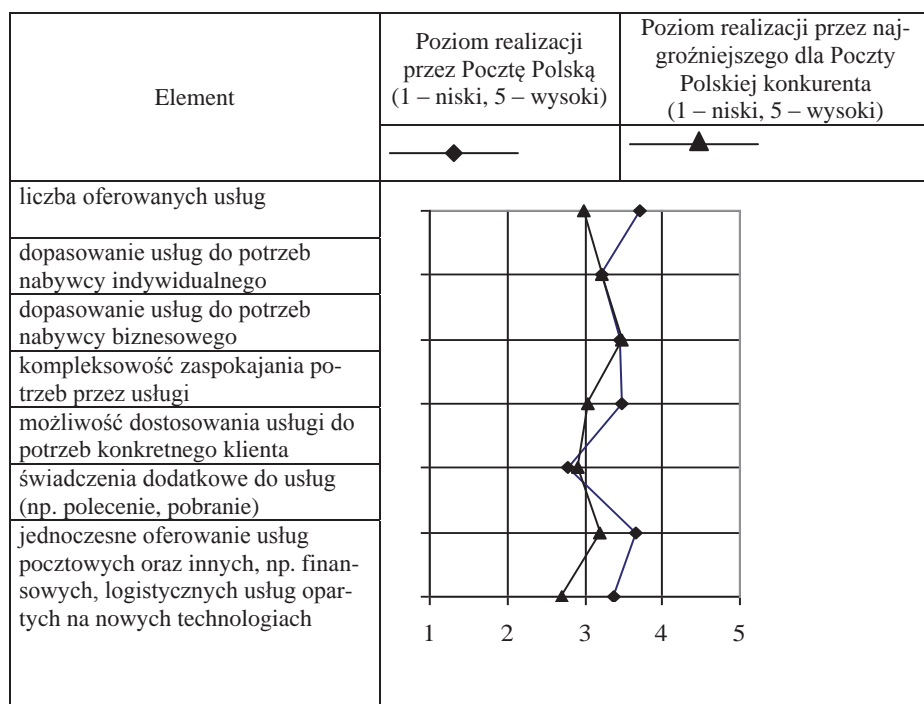 Element
Poziom realizacji
przez Pocztę Polską
(1 – niski, 5 – wysoki)
Poziom realizacji przez naj-
groźniejszego dla Poczty
Polskiej konkurenta
(1 – niski, 5 – wysoki)
liczba oferowanych usług
dopasowanie usług do potrzeb
nabywcy indywidualnego
dopasowanie usług do potrzeb
nabywcy biznesowego
kompleksowość zaspokajania po-
trzeb przez usługi
możliwość dostosowania usługi do
potrzeb konkretnego klienta
świadczenia dodatkowe do usług
(np. polecenie, pobranie)
jednoczesne oferowanie usług
pocztowych oraz innych, np. finan-
sowych, logistycznych usług opar-
tych na nowych technologiach
1 2 3 4 5